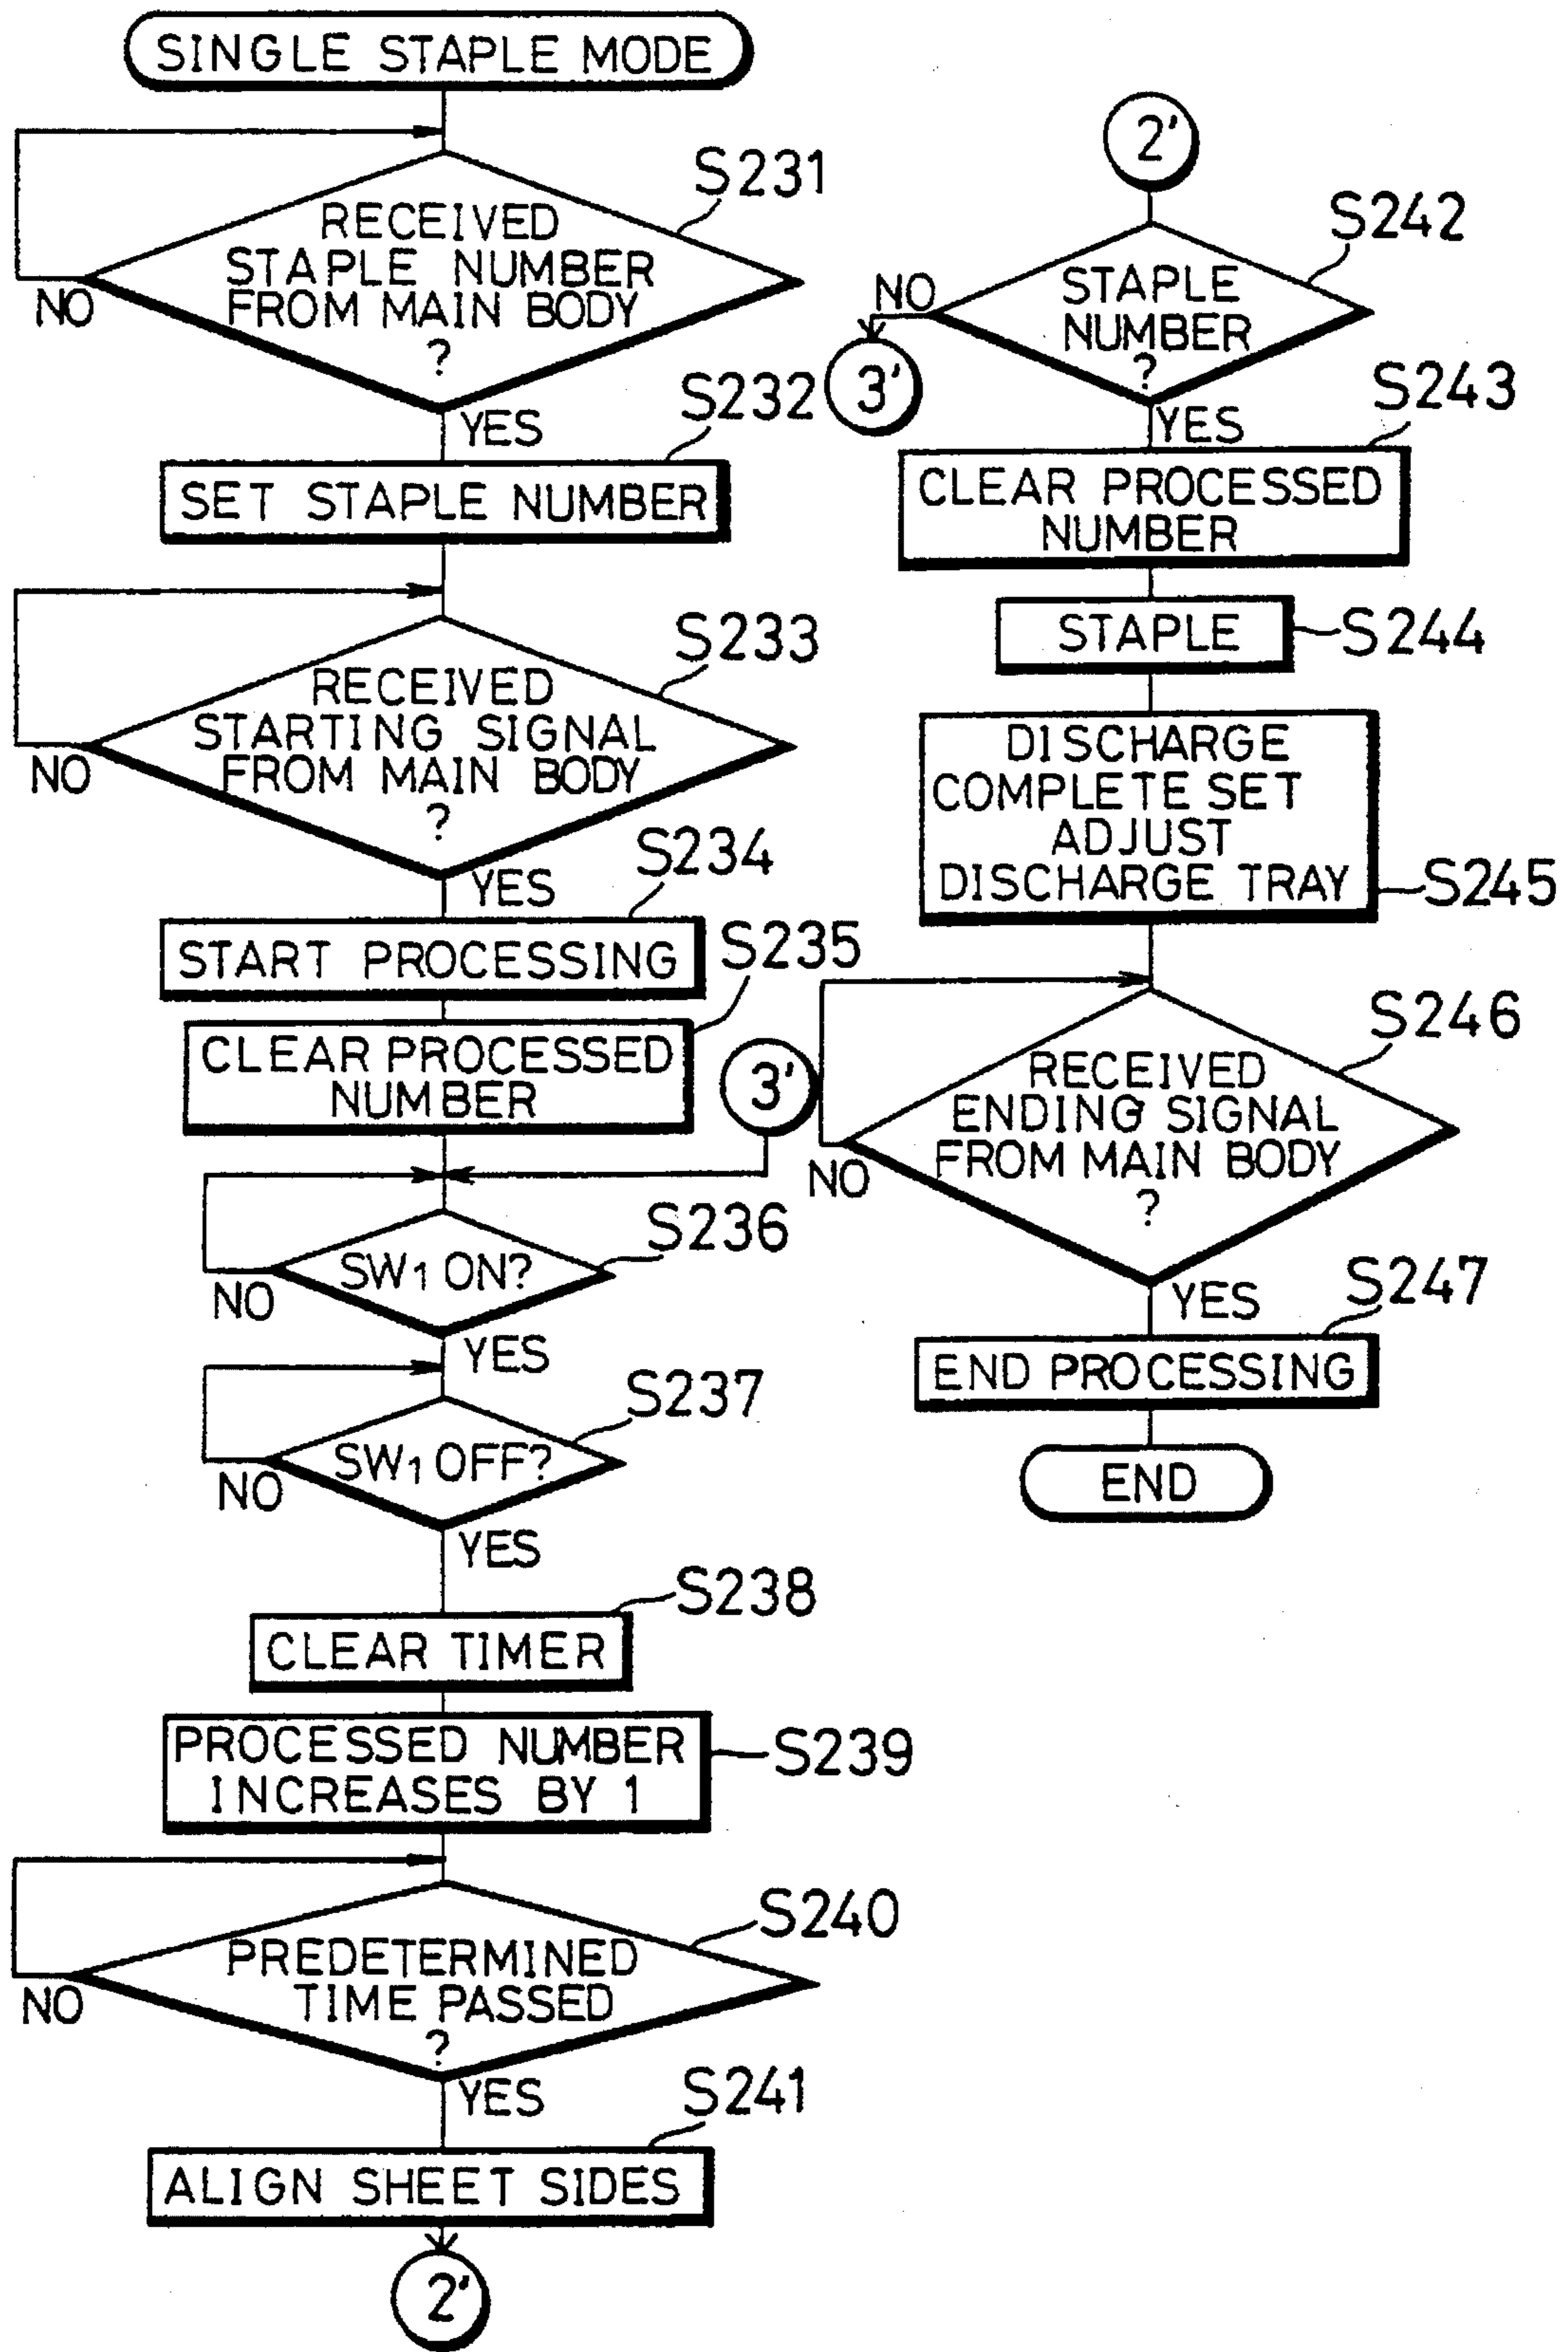 SINGLE STAPLE MODE
S231
RECEIVED
STAPLE NUMBER
FROM MAIN BODY
?
NO
YES
S232
SET STAPLE NUMBER
S233
RECEIVED
STARTING SIGNAL
FROM MAIN BODY
?
NO
YES
S234
START PROCESSING
S235
CLEAR PROCESSED
NUMBER
3'
S236
SW1 ON?
NO
YES
S237
SW1 OFF?
NO
YES
S238
CLEAR TIMER
PROCESSED NUMBER
INCREASES BY 1
S239
S240
PREDETERMINED
TIME PASSED
?
NO
YES
S241
ALIGN SHEET SIDES
2'
2'
S242
STAPLE
NUMBER
?
NO
3'
YES
S243
CLEAR PROCESSED
NUMBER
STAPLE
S244
DISCHARGE
COMPLETE SET
ADJUST
DISCHARGE TRAY
S245
S246
RECEIVED
ENDING SIGNAL
FROM MAIN BODY
?
NO
YES
S247
END PROCESSING
END